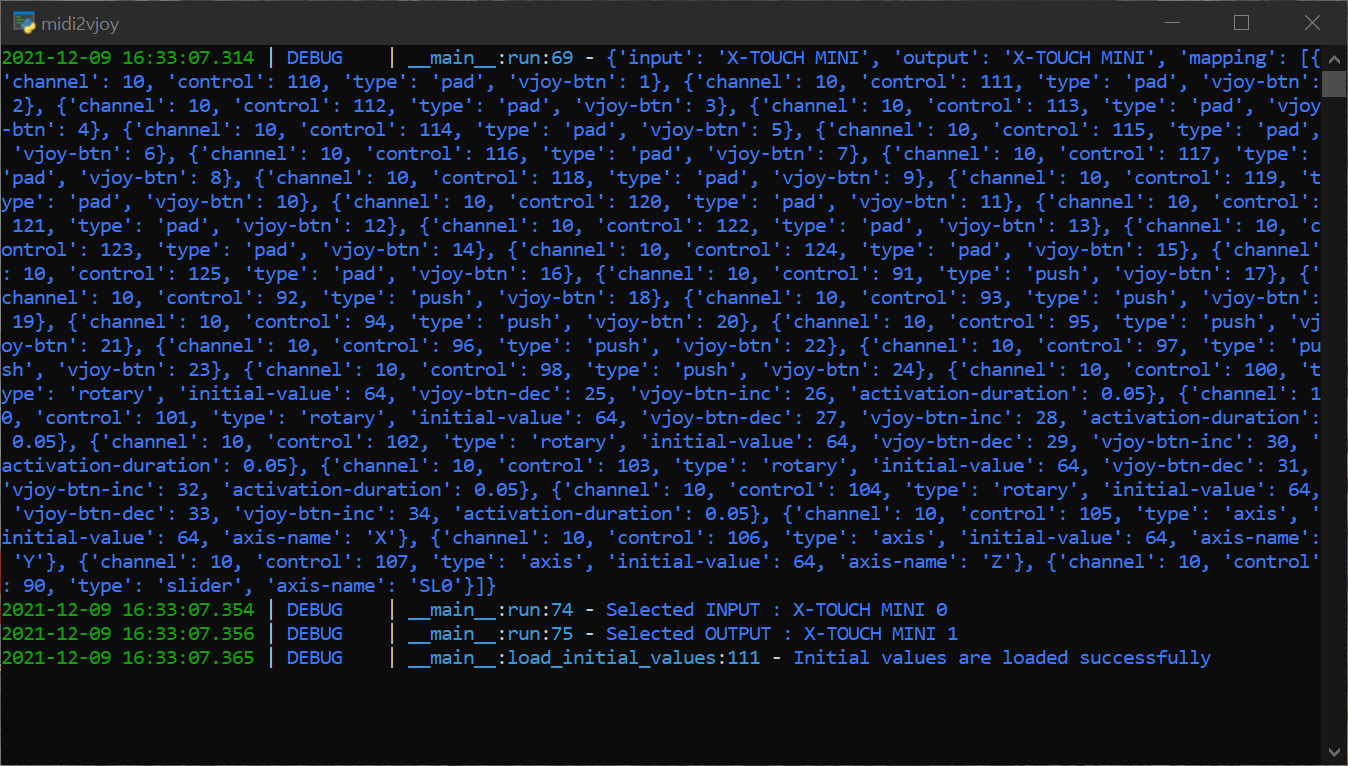 midi2vjoy
2021-12-09 16:33:07.314 | DEBUG    | __main__:run:69 - {'input': 'X-TOUCH MINI', 'output': 'X-TOUCH MINI', 'mapping': [{
'channel': 10, 'control': 110, 'type': 'pad', 'vjoy-btn': 1}, {'channel': 10, 'control': 111, 'type': 'pad', 'vjoy-btn':
 2}, {'channel': 10, 'control': 112, 'type': 'pad', 'vjoy-btn': 3}, {'channel': 10, 'control': 113, 'type': 'pad', 'vjoy
-btn': 4}, {'channel': 10, 'control': 114, 'type': 'pad', 'vjoy-btn': 5}, {'channel': 10, 'control': 115, 'type': 'pad',
 'vjoy-btn': 6}, {'channel': 10, 'control': 116, 'type': 'pad', 'vjoy-btn': 7}, {'channel': 10, 'control': 117, 'type':
'pad', 'vjoy-btn': 8}, {'channel': 10, 'control': 118, 'type': 'pad', 'vjoy-btn': 9}, {'channel': 10, 'control': 119, 't
ype': 'pad', 'vjoy-btn': 10}, {'channel': 10, 'control': 120, 'type': 'pad', 'vjoy-btn': 11}, {'channel': 10, 'control':
 121, 'type': 'pad', 'vjoy-btn': 12}, {'channel': 10, 'control': 122, 'type': 'pad', 'vjoy-btn': 13}, {'channel': 10, 'c
ontrol': 123, 'type': 'pad', 'vjoy-btn': 14}, {'channel': 10, 'control': 124, 'type': 'pad', 'vjoy-btn': 15}, {'channel'
: 10, 'control': 125, 'type': 'pad', 'vjoy-btn': 16}, {'channel': 10, 'control': 91, 'type': 'push', 'vjoy-btn': 17}, {'
channel': 10, 'control': 92, 'type': 'push', 'vjoy-btn': 18}, {'channel': 10, 'control': 93, 'type': 'push', 'vjoy-btn':
 19}, {'channel': 10, 'control': 94, 'type': 'push', 'vjoy-btn': 20}, {'channel': 10, 'control': 95, 'type': 'push', 'vj
oy-btn': 21}, {'channel': 10, 'control': 96, 'type': 'push', 'vjoy-btn': 22}, {'channel': 10, 'control': 97, 'type': 'pu
sh', 'vjoy-btn': 23}, {'channel': 10, 'control': 98, 'type': 'push', 'vjoy-btn': 24}, {'channel': 10, 'control': 100, 't
ype': 'rotary', 'initial-value': 64, 'vjoy-btn-dec': 25, 'vjoy-btn-inc': 26, 'activation-duration': 0.05}, {'channel': 1
0, 'control': 101, 'type': 'rotary', 'initial-value': 64, 'vjoy-btn-dec': 27, 'vjoy-btn-inc': 28, 'activation-duration':
 0.05}, {'channel': 10, 'control': 102, 'type': 'rotary', 'initial-value': 64, 'vjoy-btn-dec': 29, 'vjoy-btn-inc': 30, '
activation-duration': 0.05}, {'channel': 10, 'control': 103, 'type': 'rotary', 'initial-value': 64, 'vjoy-btn-dec': 31, '
vjoy-btn-inc': 32, 'activation-duration': 0.05}, {'channel': 10, 'control': 104, 'type': 'rotary', 'initial-value': 64,
 'vjoy-btn-dec': 33, 'vjoy-btn-inc': 34, 'activation-duration': 0.05}, {'channel': 10, 'control': 105, 'type': 'axis', '
initial-value': 64, 'axis-name': 'X'}, {'channel': 10, 'control': 106, 'type': 'axis', 'initial-value': 64, 'axis-name':
 'Y'}, {'channel': 10, 'control': 107, 'type': 'axis', 'initial-value': 64, 'axis-name': 'Z'}, {'channel': 10, 'control'
: 90, 'type': 'slider', 'axis-name': 'SL0'}]}
2021-12-09 16:33:07.354 | DEBUG    | __main__:run:74 - Selected INPUT : X-TOUCH MINI 0
2021-12-09 16:33:07.356 | DEBUG    | __main__:run:75 - Selected OUTPUT : X-TOUCH MINI 1
2021-12-09 16:33:07.365 | DEBUG    | __main__:load_initial_values:111 - Initial values are loaded successfully